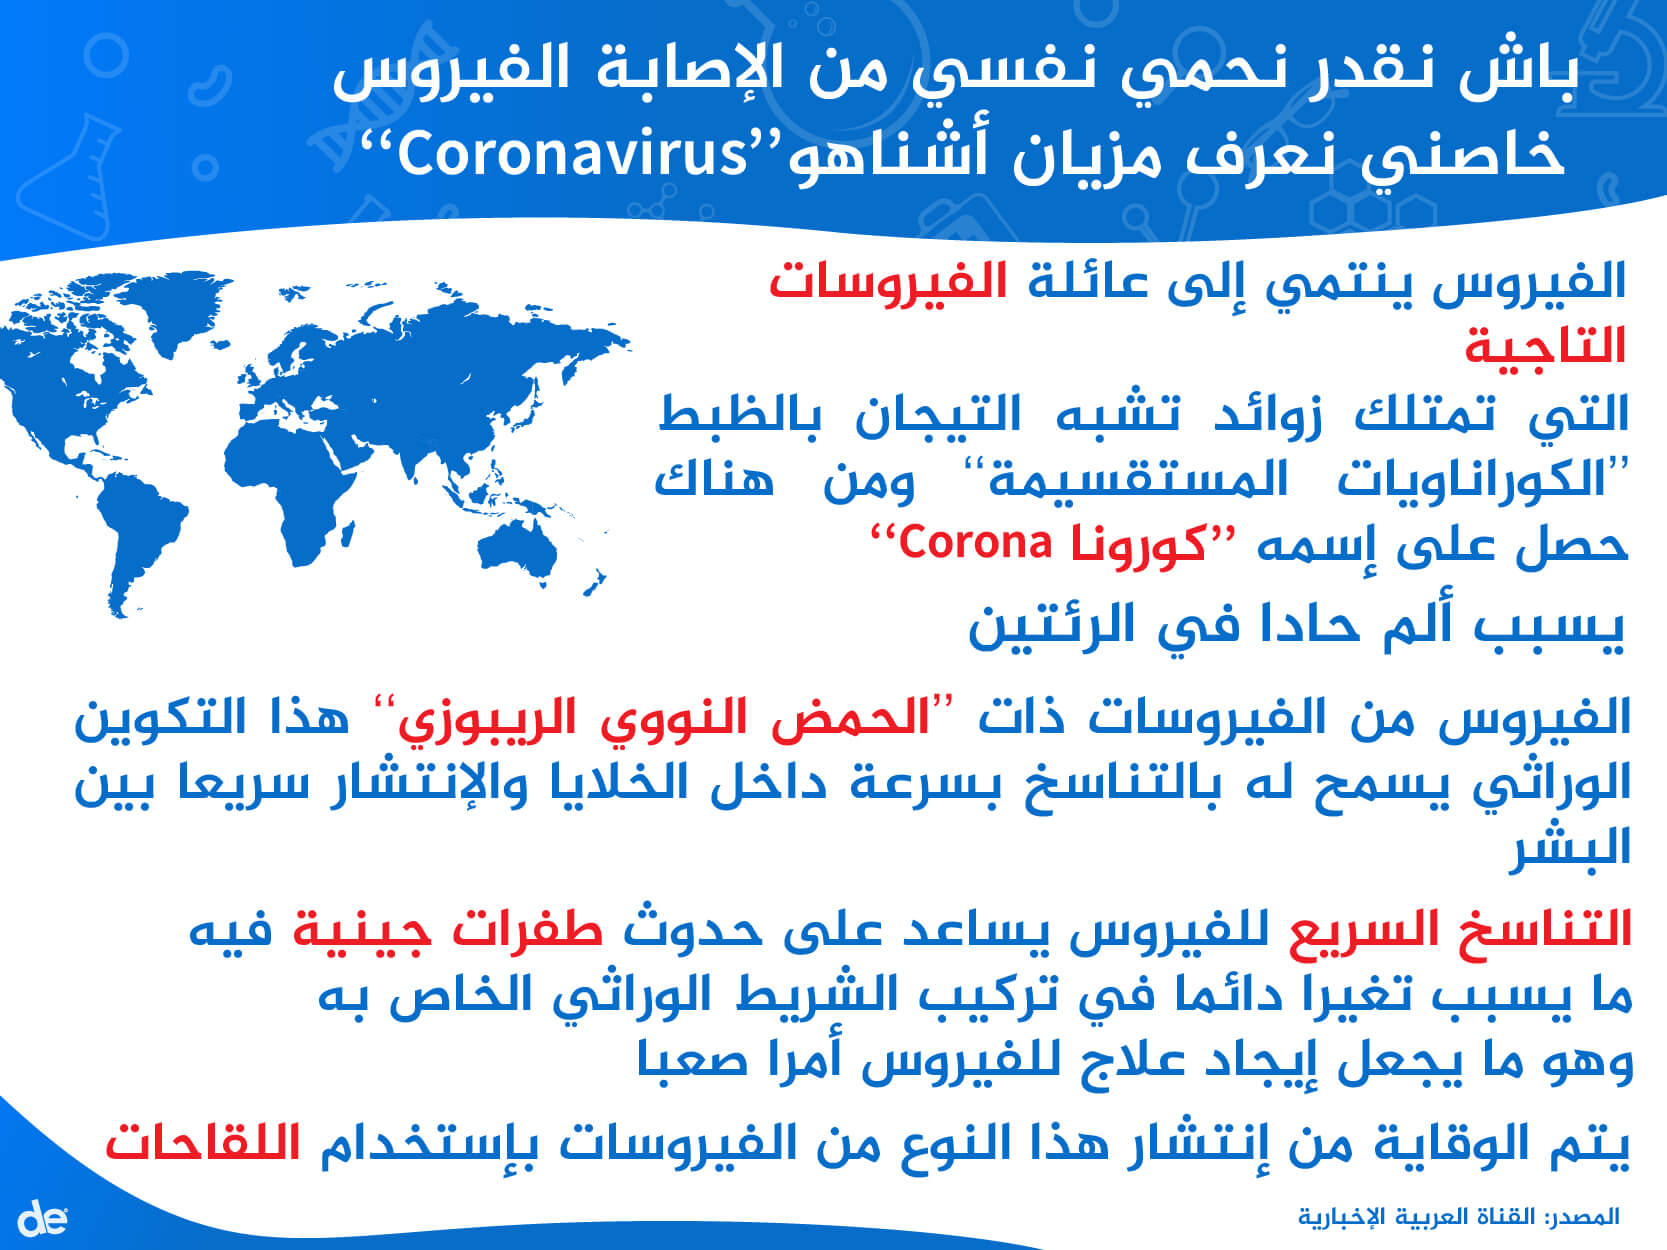 باش نقدر نحمي نفسي من الإصابة الفيروس
خاصني نعرف مزيان أشناهو’’Coronavirus‘‘
الفيروس ينتمي إلى عائلة الفيروسات
التاجية
التي تمتلك زوائد تشبه التيجان بالظبط
’’الكوراناويات المستقسيمة‘‘ ومن هناك
حصل على إسمه ’’كورونا Corona‘‘
يسبب ألم حادا في الرئتين
الفيروس من الفيروسات ذات ’’الحمض النووي الريبوزي‘‘ هذا التكوين
الوراثي يسمح له بالتناسخ بسرعة داخل الخلايا والإنتشار سريعا بين
البشر
التناسخ السريع للفيروس يساعد على حدوث طفرات جينية فيه
ما يسبب تغيرا دائما في تركيب الشريط الوراثي الخاص به
وهو ما يجعل إيجاد علاج للفيروس أمرا صعبا
يتم الوقاية من إنتشار هذا النوع من الفيروسات بإستخدام اللقاحات
المصدر: القناة العربية الإخبارية
de